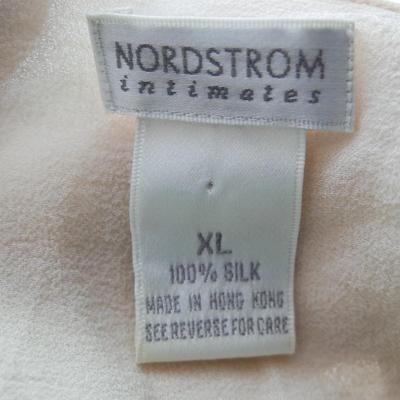 NORDSTROM
intimates
XL
100% SILK
MADE IN HONG KONG
SEE REVERSE FOR CARE